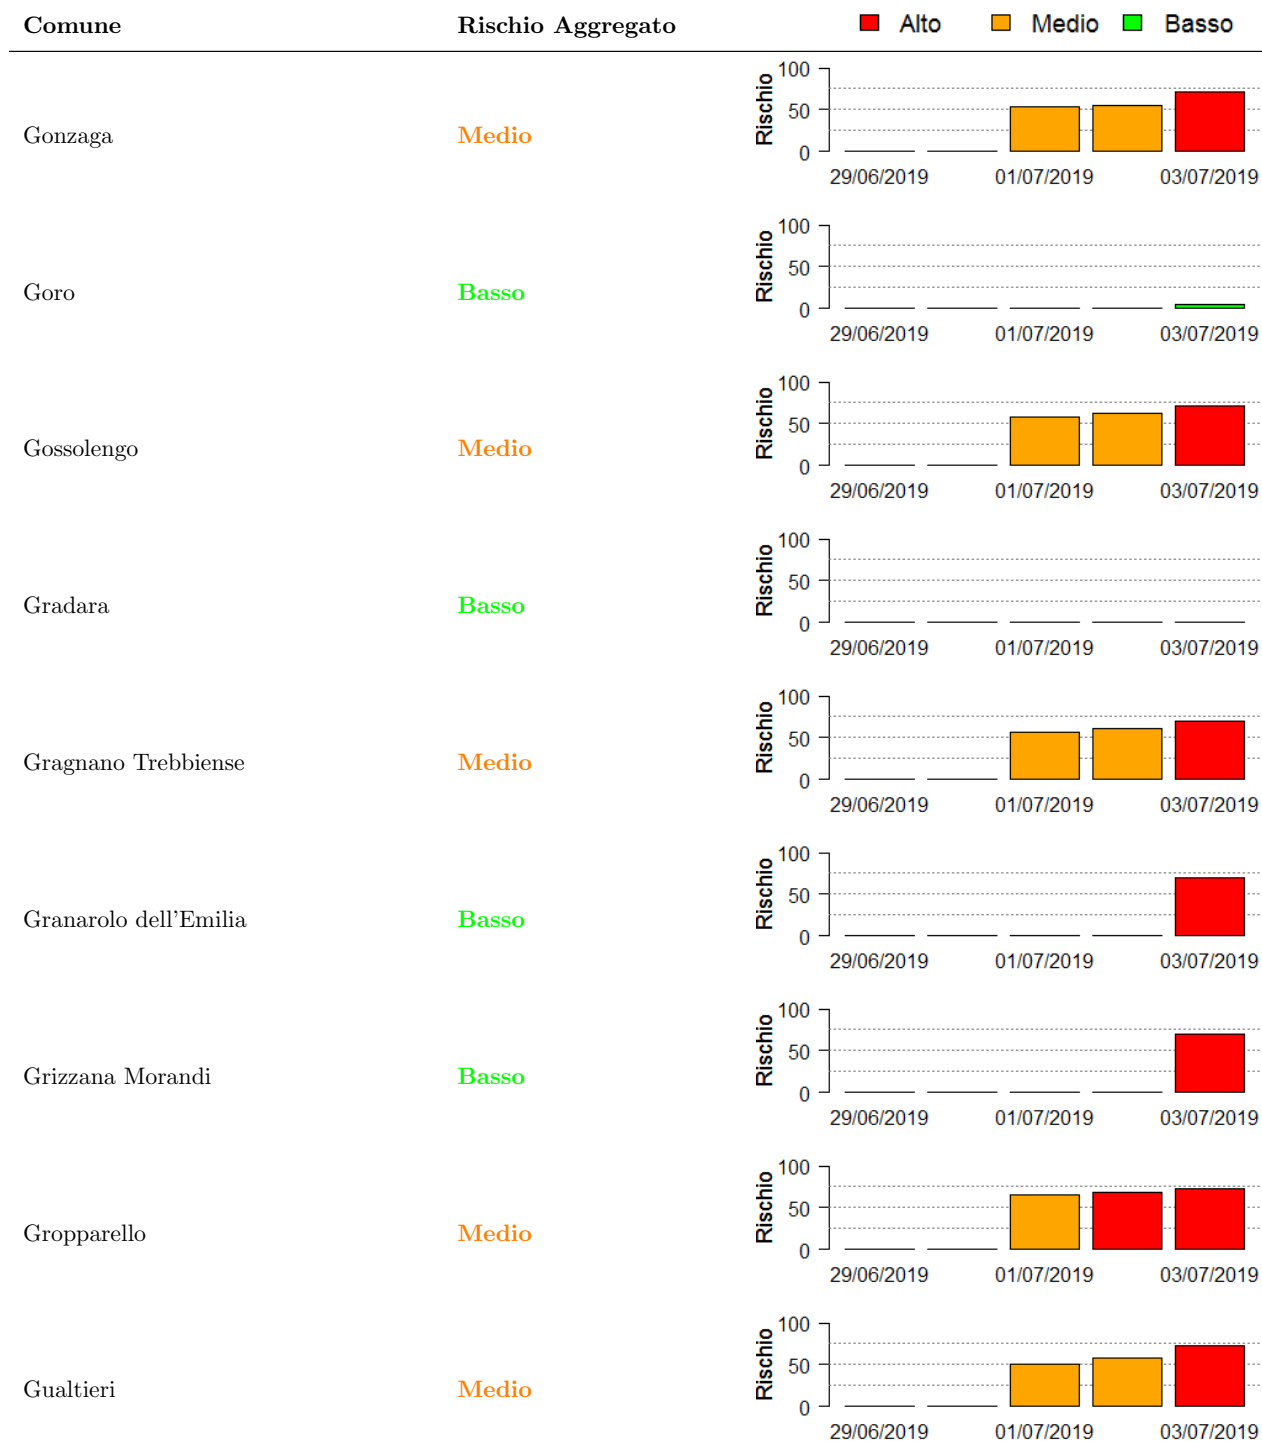 Comune Rischio Aggregato Alto Medio Basso
Gonzaga Medio
Rischio
100
50
0
29/06/2019 01/07/2019 03/07/2019
Goro Basso
Rischio
100
50
0
29/06/2019 01/07/2019 03/07/2019
Gossolengo Medio
Rischio
100
50
0
29/06/2019 01/07/2019 03/07/2019
Gradara Basso
Rischio
100
50
0
29/06/2019 01/07/2019 03/07/2019
Gragnano Trebbiense Medio
Rischio
100
50
0
29/06/2019 01/07/2019 03/07/2019
Granarolo dell'Emilia Basso
Rischio
100
50
0
29/06/2019 01/07/2019 03/07/2019
Grizzana Morandi Basso
Rischio
100
50
0
29/06/2019 01/07/2019 03/07/2019
Gropparello Medio
Rischio
100
50
0
29/06/2019 01/07/2019 03/07/2019
Gualtieri Medio
Rischio
100
50
0
29/06/2019 01/07/2019 03/07/2019